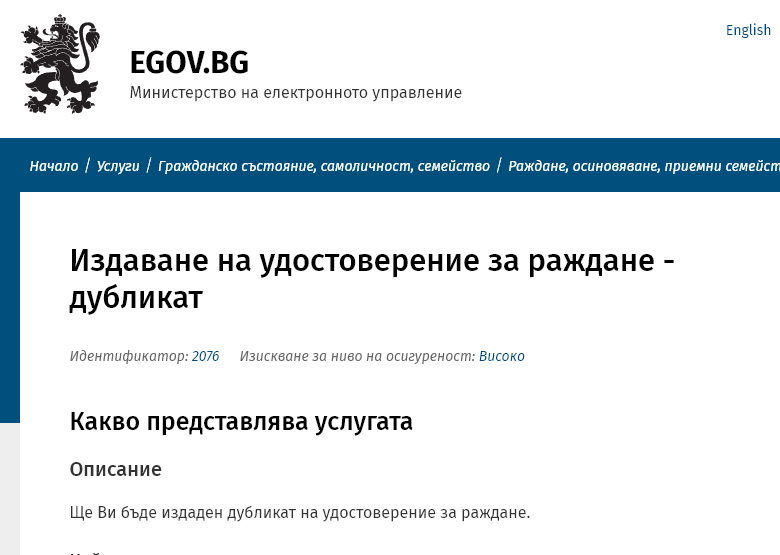 English
EGOV.BG
Министерство на електронното управление
Начало / Услуги / Гражданско състояние, самоличност, семейство / Раждане, осиновяване, приемни
Издаване на удостоверение за раждане -
дубликат
Идентификатор: 2076 Изискване за ниво на осигуреност: Високо
Какво представлява услугата
Описание
Ще Ви бъде издаден дубликат на удостоверение за раждане.